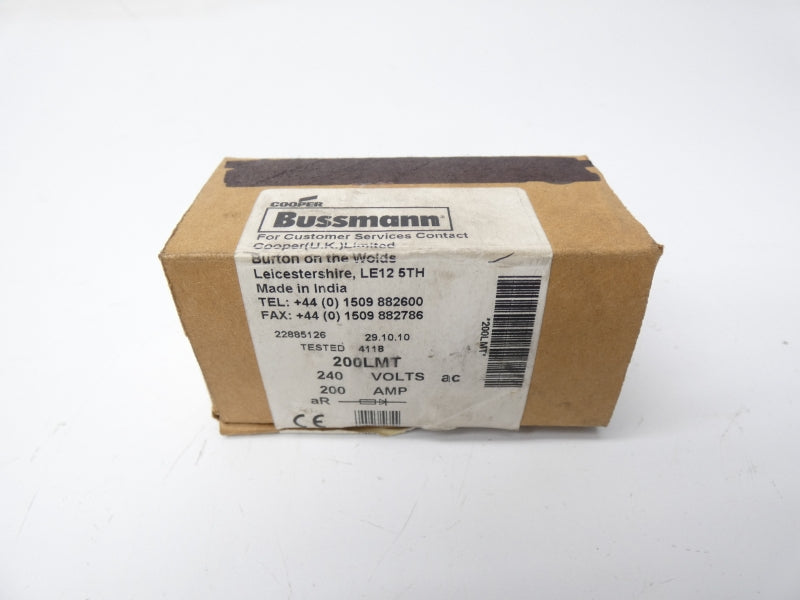 COOPER
Bussmann®
For Customer Services Contact
Cooper(U.K.)Limited
Burton on the Wolds
Leicestershire, LE12 5TH
Made in India
TEL: +44 (0) 1509 882600
FAX: +44 (0) 1509 882786
22885126 29.10.10
TESTED 4118
200LMT
240 VOLTS ac
200 AMP
aR
CE
*200LMT*